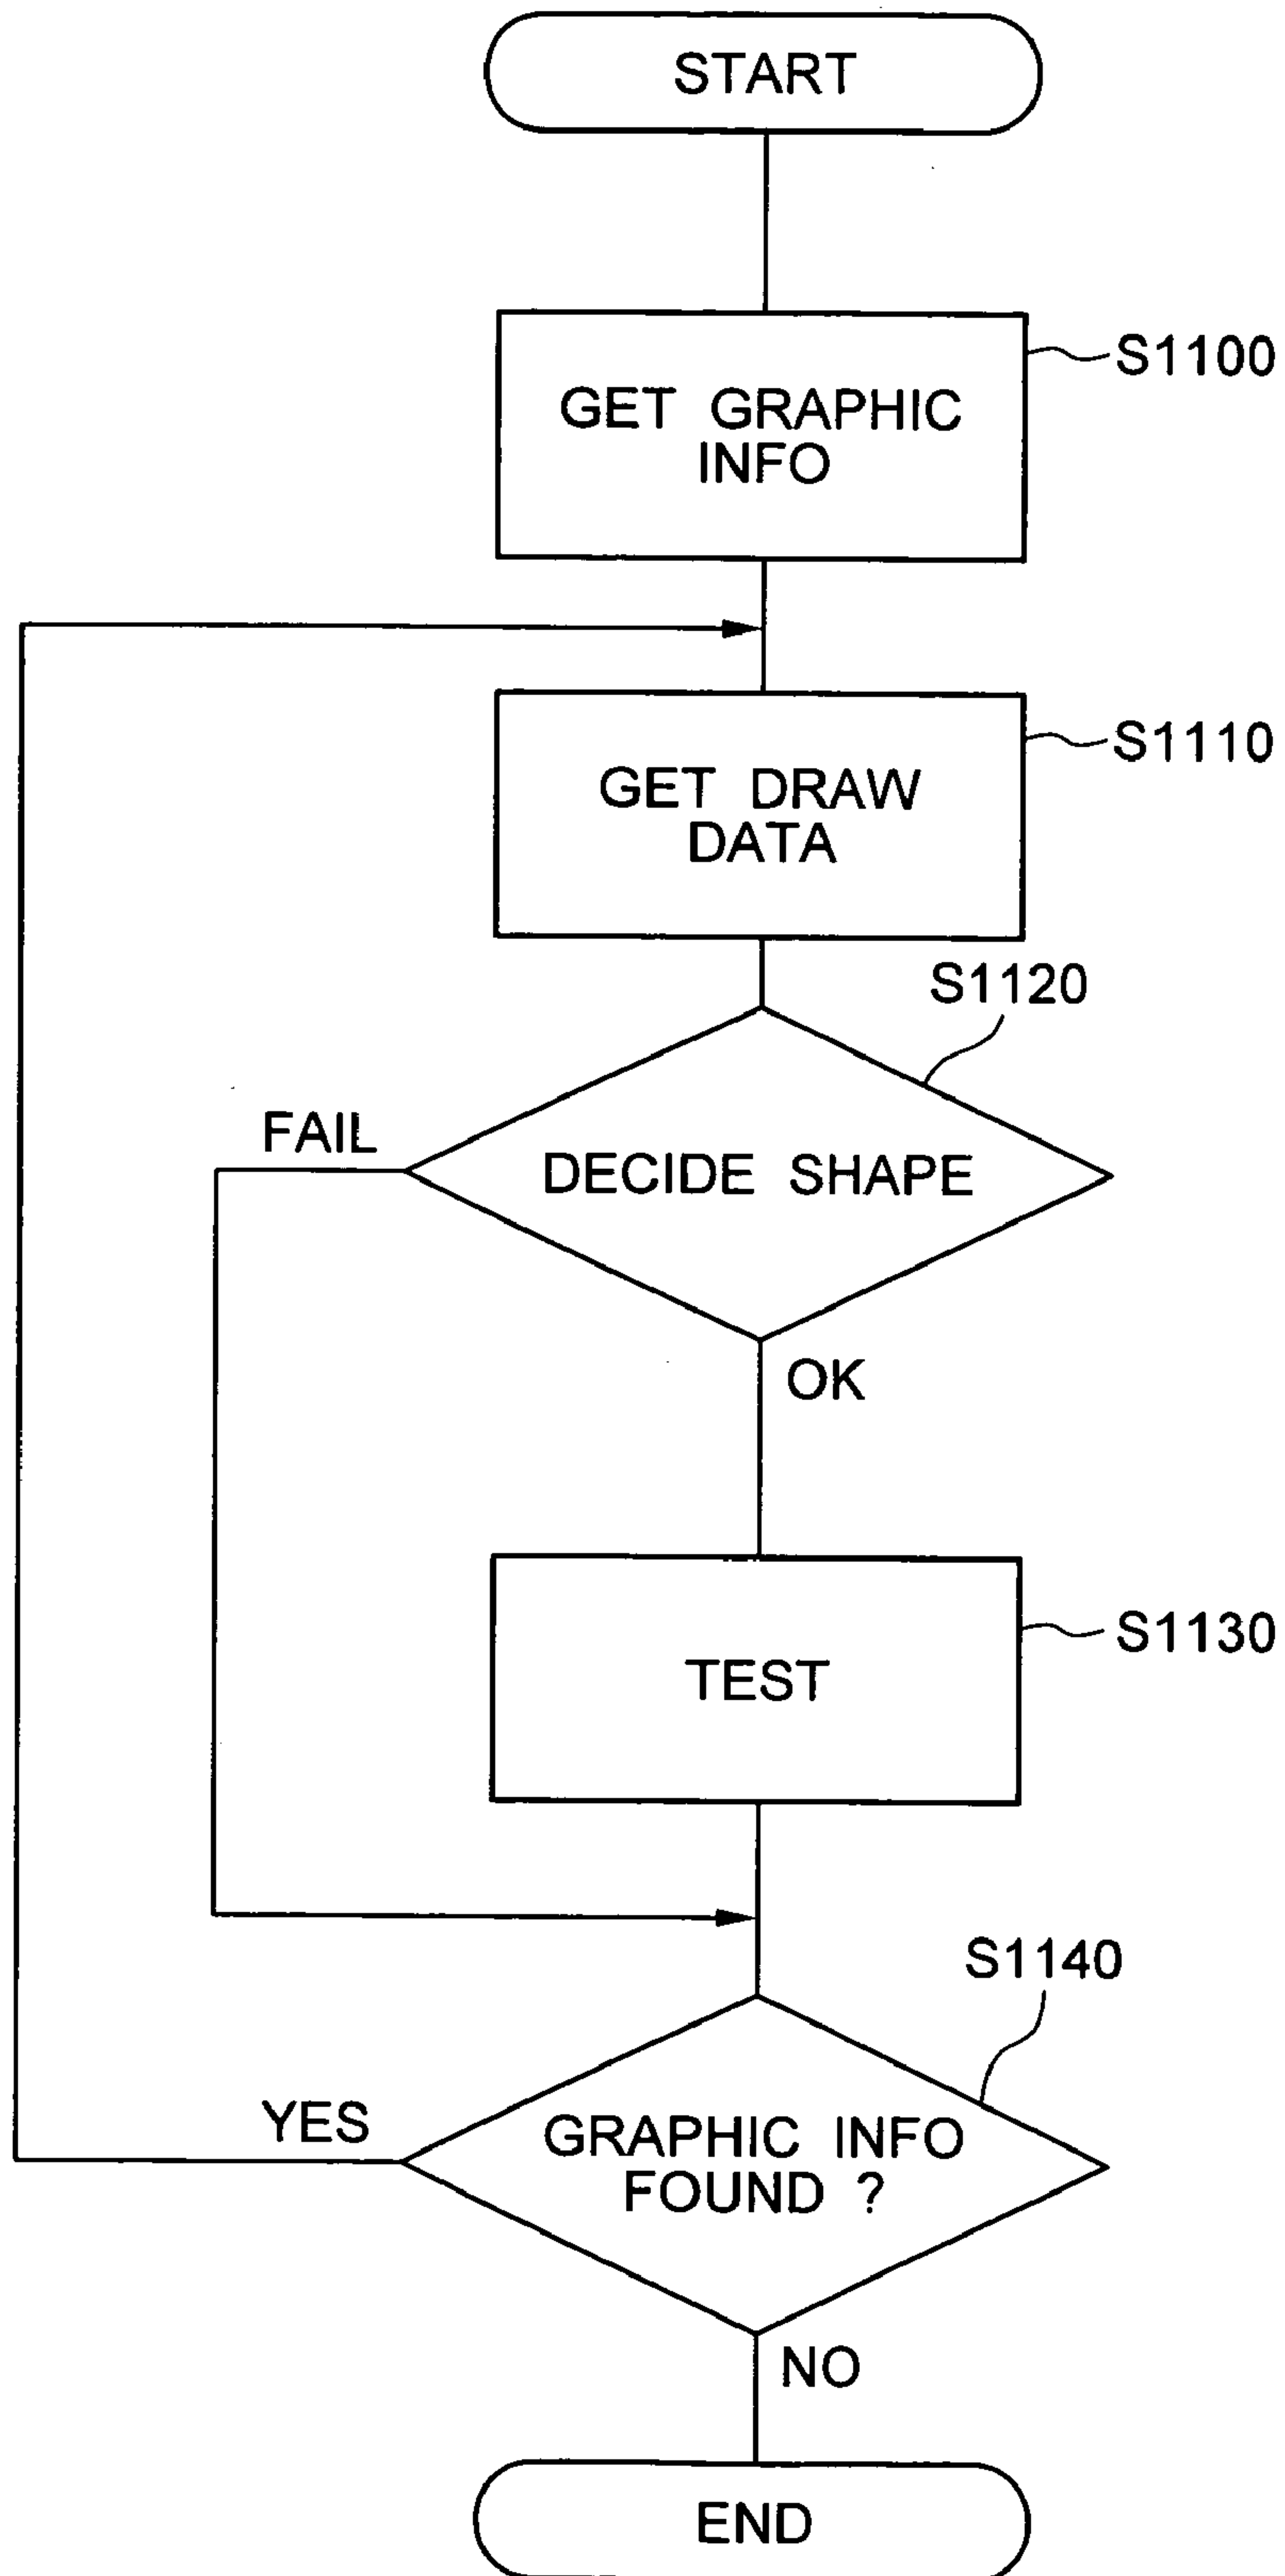 START
S1100
GET GRAPHIC
INFO
S1110
GET DRAW
DATA
S1120
FAIL
DECIDE SHAPE
OK
S1130
TEST
S1140
YES
GRAPHIC INFO
FOUND ?
NO
END